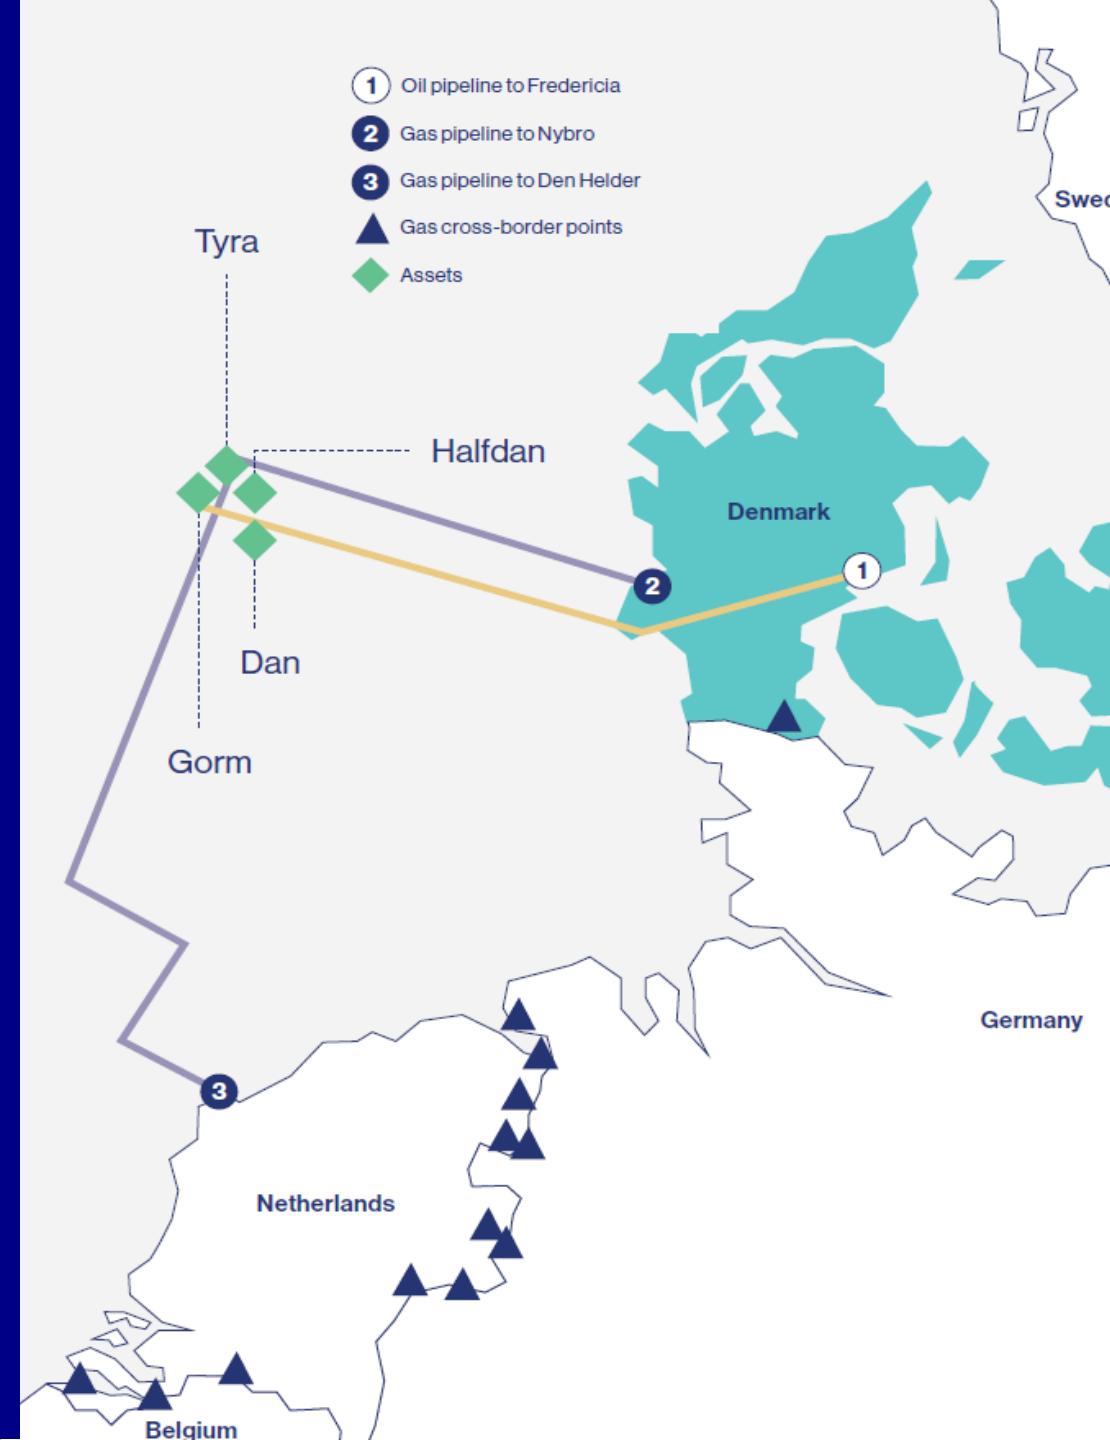 1 Oil pipeline to Fredericia
2 Gas pipeline to Nybro
3 Gas pipeline to Den Helder
Gas cross-border points
Assets
Tyra
Halfdan
Denmark
2
1
Dan
Gorm
Germany
3
Netherlands
Belgium